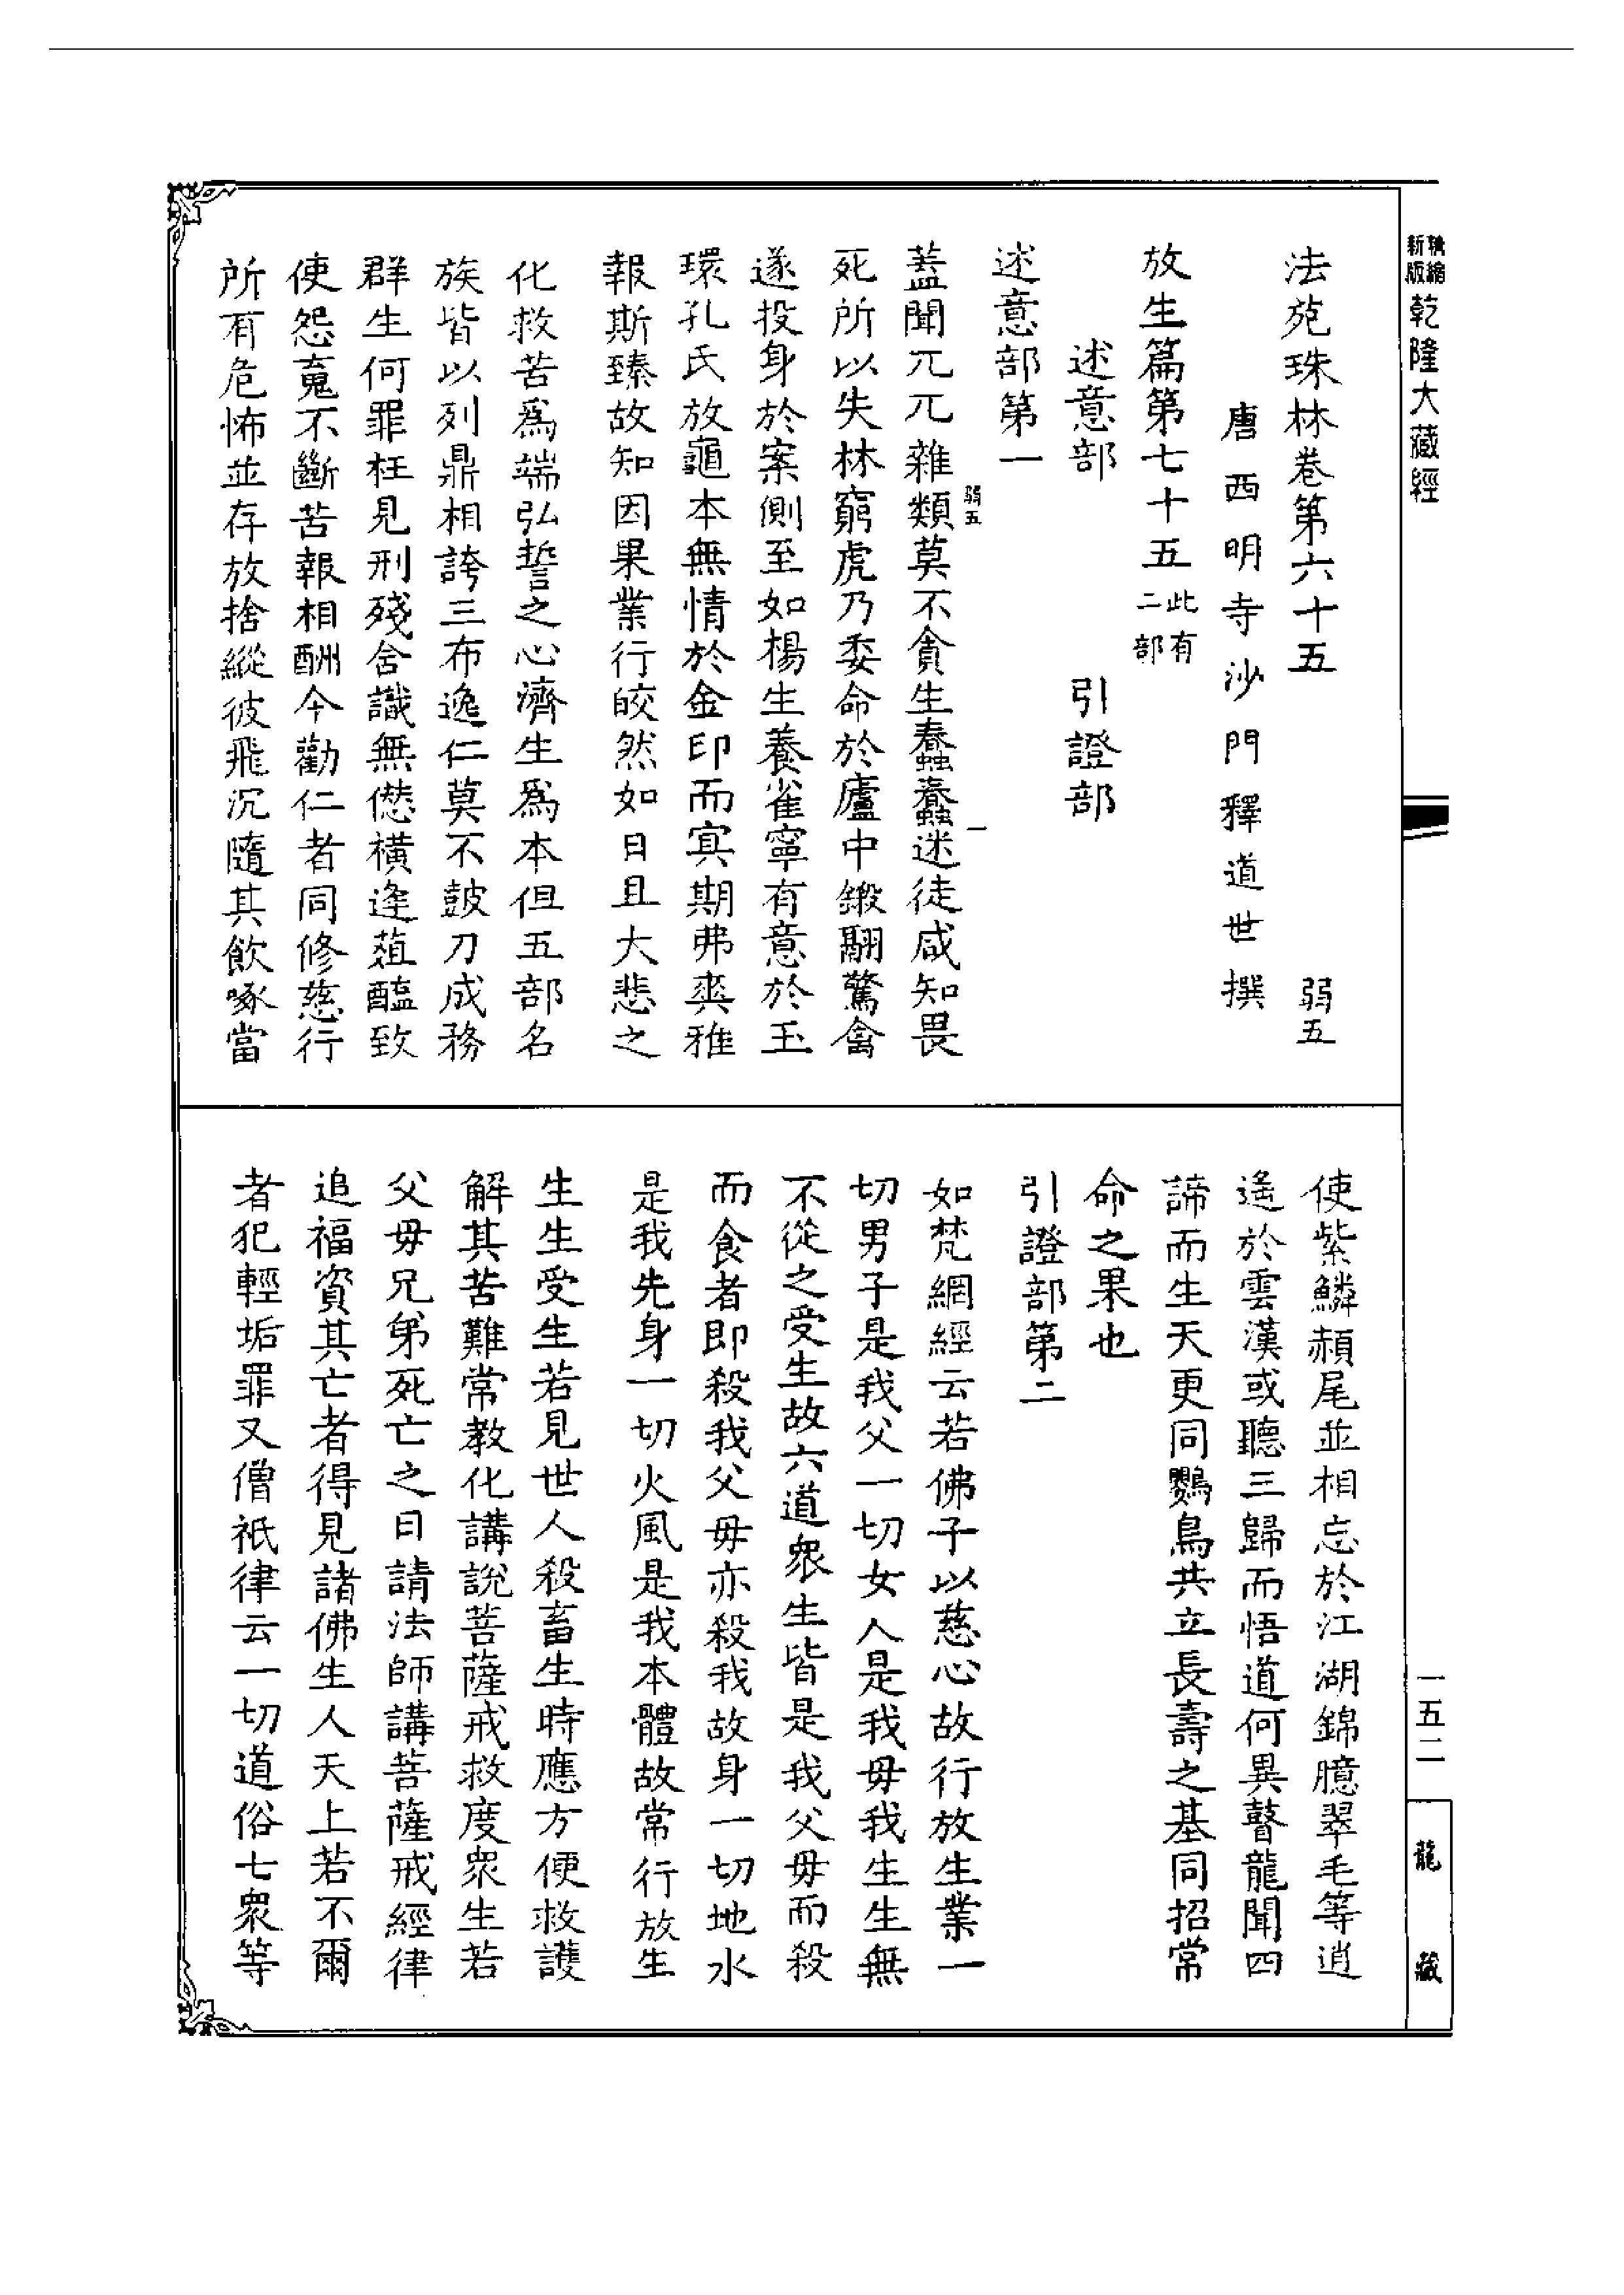 新編縮版
乾隆大藏經
法苑珠林卷第六十五　弱五
唐西明寺沙門釋道世撰
放生篇第七十五此有二部
述意部　引證部
述意部第一
弱五　一
蓋聞兀兀雜類莫不貪生蠢蠢迷徒咸知畏
死所以失林窮虎乃委命於廬中鎩翮驚禽
遂投身於案側至如楊生養雀寧有意於玉
環孔氏放龜本無情於金印而冥期弗爽雅
報斯臻故知因果業行皎然如日且大悲之
化救苦爲端弘誓之心濟生爲本但五部名
族皆以列鼎相誇三布逸仁莫不鼓刀成務
群生何罪枉見刑殘含識無愆橫逢葅醢致
使怨䰟不斷苦報相酬今勸仁者同修慈行
所有危怖並存放捨縱彼飛沉隨其飲啄當
使紫鱗赬尾並相忘於江湖錦臆翠毛等逍
遙於雲漢或聽三歸而悟道何異瞽龍聞四
諦而生天更同鸚鳥共立長壽之基同招常
命之果也
引證部第二
如梵網經云若佛子以慈心故行放生業一
切男子是我父一切女人是我毋我生生無
不從之受生故六道衆生皆是我父毋而殺
而食者即殺我父毋亦殺我故身一切地水
是我先身一切火風是我本體故常行放生
生生受生若見世人殺畜生時應方便救護
解其苦難常教化講說菩薩戒救度衆生若
父毋兄弟死亡之日請法師講菩薩戒經律
追福資其亡者得見諸佛生人天上若不爾
者犯輕垢罪又僧祇律云一切道俗七衆等
一五二
龍藏